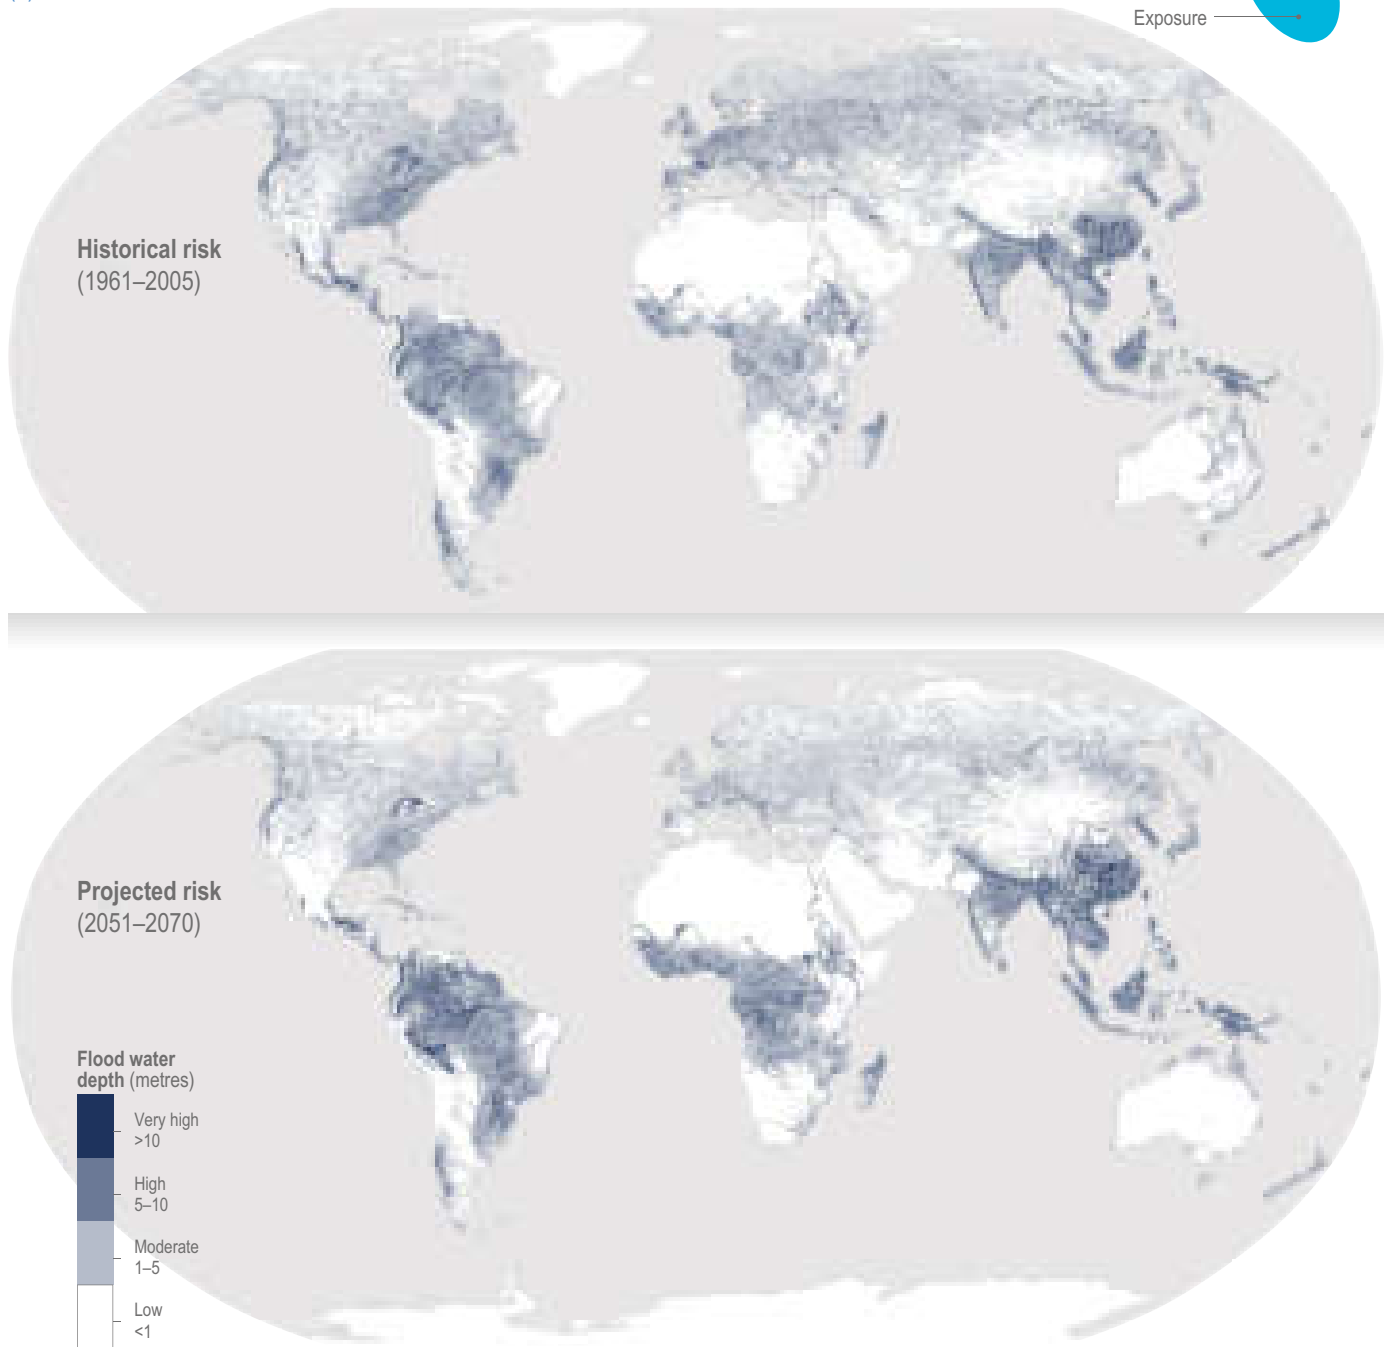 Exposure
Historical risk
(1961–2005)
Projected risk
(2051–2070)
Flood water
depth (metres)
Very high
>10
High
5–10
Moderate
1–5
Low
<1